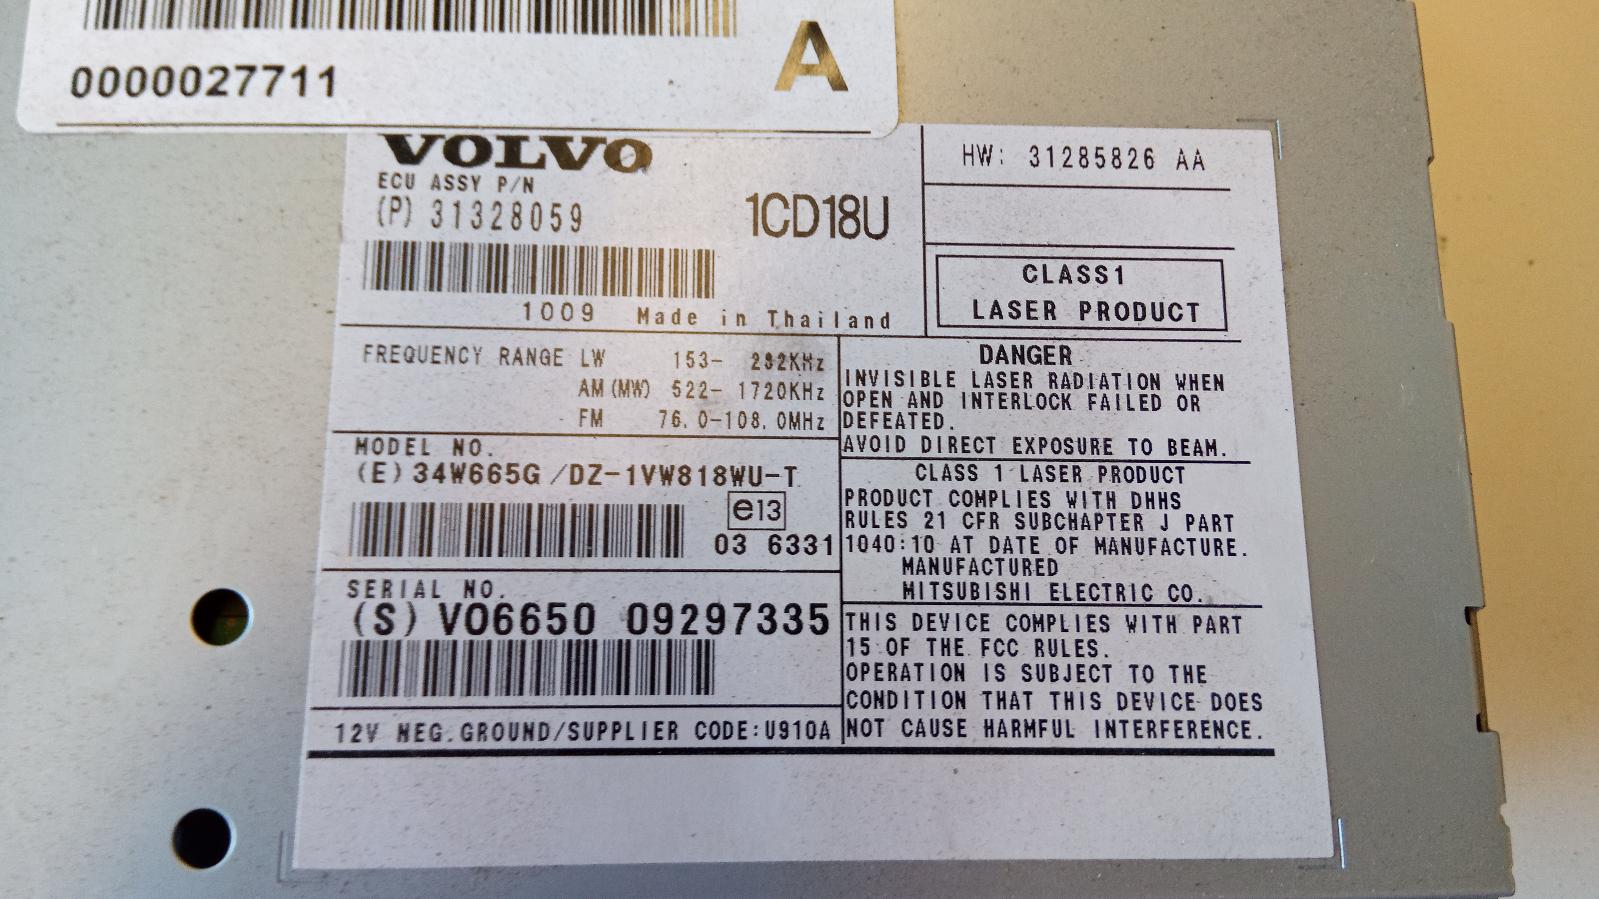 0000027711
A
VOLVO
ECU ASSY P/N
(P) 31328059
1CD18U
1009 Made in Thailand
HW: 31285826 AA
CLASS1
LASER PRODUCT
FREQUENCY RANGE LW 153- 282KHz
AM (MW) 522- 1720KHz
FM 76.0-108.0MHz
MODEL NO.
(E) 34W665G /DZ-1VW818WU-T
e13
03 6331
SERIAL NO.
(S) VO6650 09297335
12V NEG.GROUND/SUPPLIER CODE:U910A
DANGER
INVISIBLE LASER RADIATION WHEN
OPEN AND INTERLOCK FAILED OR
DEFEATED.
AVOID DIRECT EXPOSURE TO BEAM.
CLASS 1 LASER PRODUCT
PRODUCT COMPLIES WITH DHHS
RULES 21 CFR SUBCHAPTER J PART
1040:10 AT DATE OF MANUFACTURE.
MANUFACTURED
MITSUBISHI ELECTRIC CO.
THIS DEVICE COMPLIES WITH PART
15 OF THE FCC RULES.
OPERATION IS SUBJECT TO THE
CONDITION THAT THIS DEVICE DOES
NOT CAUSE HARMFUL INTERFERENCE.